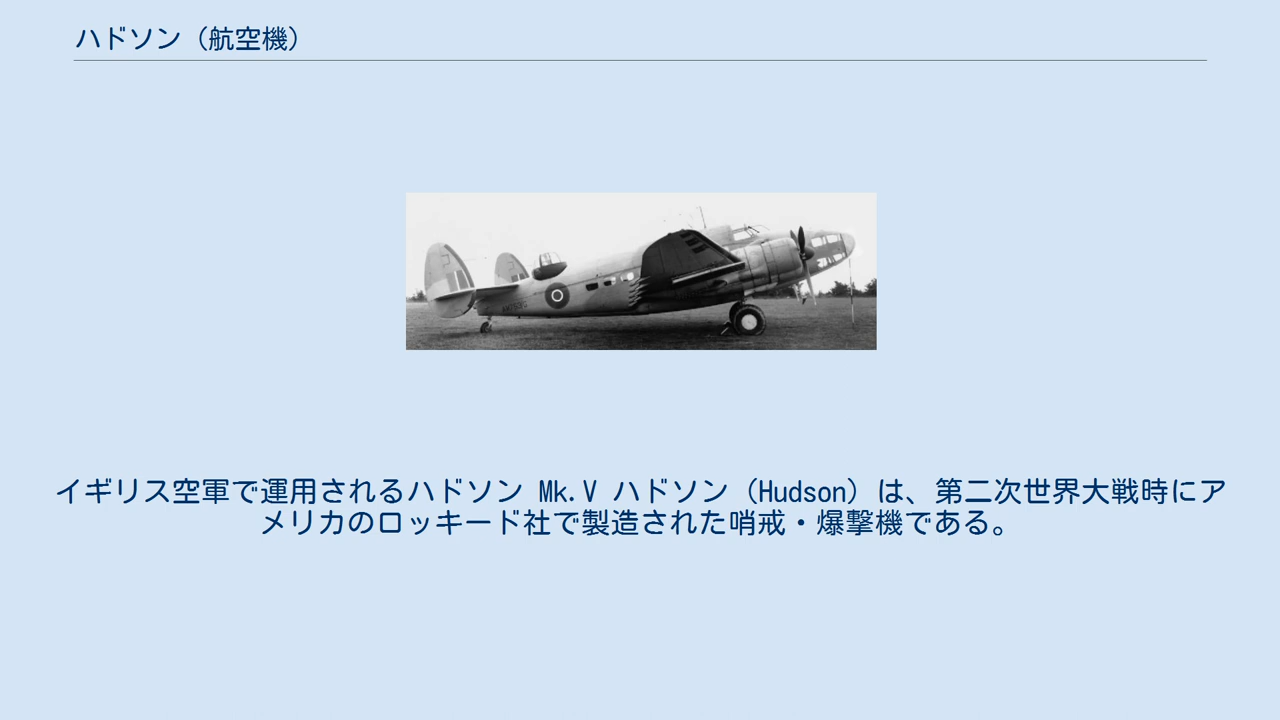 ハドソン（航空機）
イギリス空軍で運用されるハドソン Mk.V ハドソン（Hudson）は、第二次世界大戦時にア
メリカのロッキード社で製造された哨戒・爆撃機である。